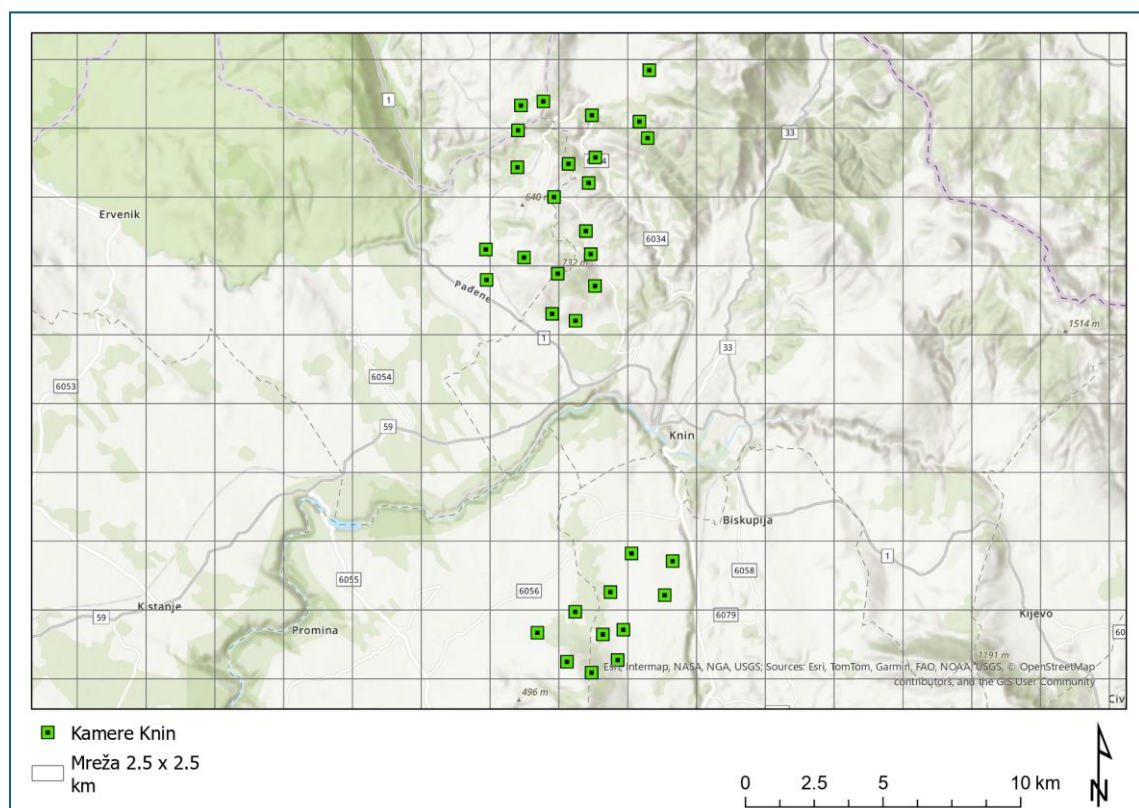 1
33
Ervenik
640 m
6034
732 m
Pađene
1
33
1514 m
6053
6054
59
Knin
Biskupija
1
6055
6056
6058
6079
Kistanje
59
Promina
Kijevo
60
1191 m
496 m
Esri, Intermap, NASA, NGA, USGS; Sources: Esri, TomTom, Garmin, FAO, NOAA, USGS, © OpenStreetMap
contributors, and the GIS User Community
Civ
Kamere Knin
Mreža 2.5 x 2.5
km
0 2.5 5 10 km
N